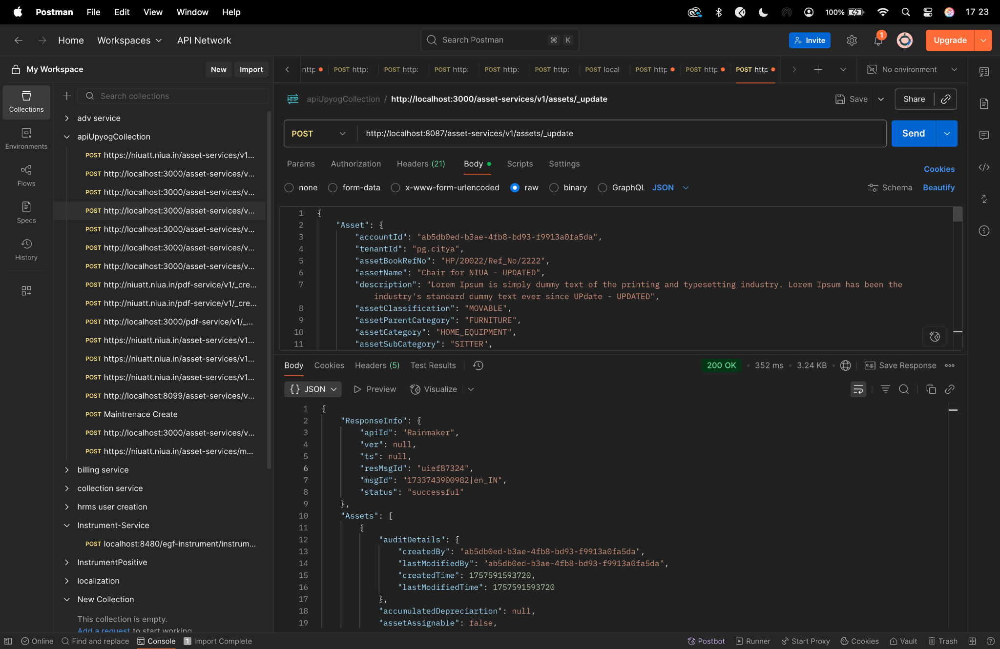 Postman File Edit View Window Help 100% 17 23
Home Workspaces API Network Search Postman ⌘ K Invite 1 Upgrade
My Workspace New Import
http POST http: POST http: POST http: POST http: POST http: POST local POST http POST http POST http No environment
Collections
Environments
Flows
Specs
History
Search collections
adv service
apiUpyogCollection
POST https://niuatt.niua.in/asset-services/v1...
POST http://localhost:3000/asset-services/v...
POST http://localhost:3000/asset-services/v...
POST http://localhost:3000/asset-services/v...
POST http://localhost:3000/asset-services/v...
POST http://localhost:3000/asset-services/v...
POST http://localhost:3000/asset-services/v...
POST http://niuatt.niua.in/pdf-service/v1/_cre...
POST http://niuatt.niua.in/pdf-service/v1/_cre...
POST http://localhost:3000/pdf-service/v1/_...
POST https://niuatt.niua.in/asset-services/v1...
POST https://niuatt.niua.in/asset-services/v1...
POST https://niuatt.niua.in/asset-services/v1...
POST http://localhost:8099/asset-services/v...
POST Maintrenace Create
POST http://localhost:3000/asset-services/v...
POST https://niuatt.niua.in/asset-services/m...
billing service
collection service
hrms user creation
Instrument-Service
POST localhost:8480/egf-instrument/instrum...
InstrumentPositive
localization
New Collection
This collection is empty.
Add a request to start working.
HTTP apiUpyogCollection / http://localhost:3000/asset-services/v1/assets/_update Save Share
POST http://localhost:8087/asset-services/v1/assets/_update Send
Params Authorization Headers (21) Body Scripts Settings Cookies
none form-data x-www-form-urlencoded raw binary GraphQL JSON Schema Beautify
1 {
2 "Asset": {
3 "accountId": "ab5db0ed-b3ae-4fb8-bd93-f9913a0fa5da",
4 "tenantId": "pg.citya",
5 "assetBookRefNo": "HP/20022/Ref_No/2222",
6 "assetName": "Chair for NIUA - UPDATED",
7 "description": "Lorem Ipsum is simply dummy text of the printing and typesetting industry. Lorem Ipsum has been the
industry's standard dummy text ever since UPdate - UPDATED",
8 "assetClassification": "MOVABLE",
9 "assetParentCategory": "FURNITURE",
10 "assetCategory": "HOME_EQUIPMENT",
11 "assetSubCategory": "SITTER",
Body Cookies Headers (5) Test Results 200 OK 352 ms 3.24 KB e.g. Save Response
{} JSON Preview Visualize
1 {
2 "ResponseInfo": {
3 "apiId": "Rainmaker",
4 "ver": null,
5 "ts": null,
6 "resMsgId": "uief87324",
7 "msgId": "1733743900982|en_IN",
8 "status": "successful"
9 },
10 "Assets": [
11 {
12 "auditDetails": {
13 "createdBy": "ab5db0ed-b3ae-4fb8-bd93-f9913a0fa5da",
14 "lastModifiedBy": "ab5db0ed-b3ae-4fb8-bd93-f9913a0fa5da",
15 "createdTime": 1757591593720,
16 "lastModifiedTime": 1757591593720
17 },
18 "accumulatedDepreciartion": null,
19 "assetAssignable": false,
Online Find and replace Console 1 Import Complete Postbot Runner Start Proxy Cookies Vault Trash